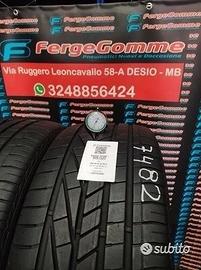 FergeGomme
Pneumatici Nuovi e Occasione
Via Ruggero Leoncavallo 58-A DESIO - MB
3248856424
7482
subito